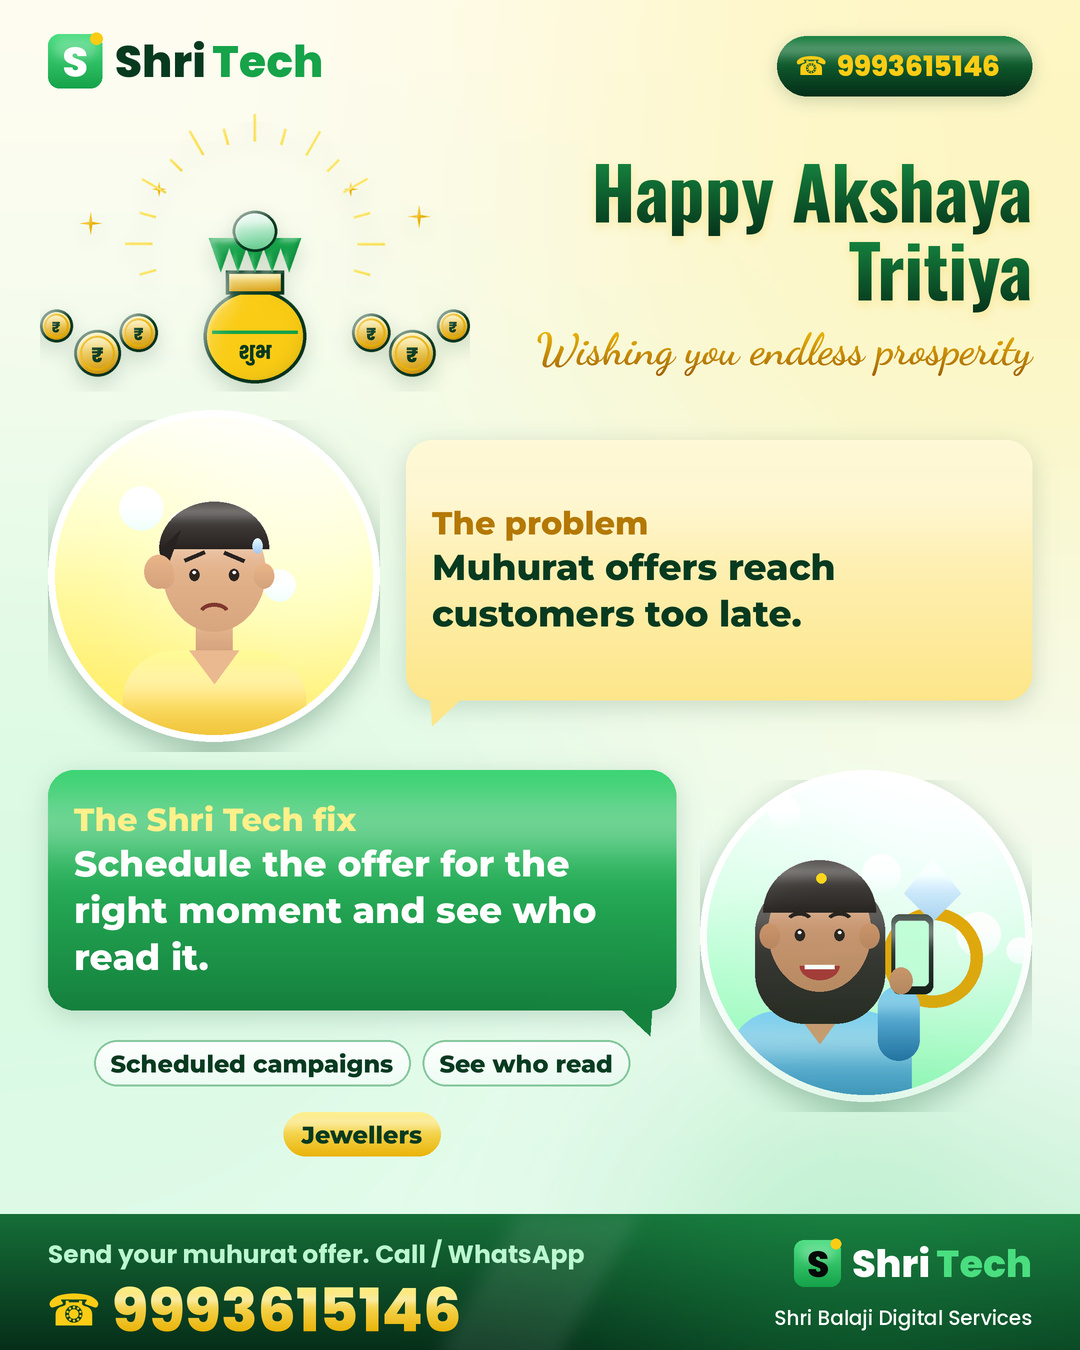 S Shri Tech
☎ 9993615146
Happy Akshaya
Tritiya
Wishing you endless prosperity
₹ ₹ ₹ शुभ ₹ ₹ ₹
The problem
Muhurat offers reach
customers too late.
The Shri Tech fix
Schedule the offer for the
right moment and see who
read it.
Scheduled campaigns
See who read
Jewellers
Send your muhurat offer. Call / WhatsApp
☎ 9993615146
S Shri Tech
Shri Balaji Digital Services